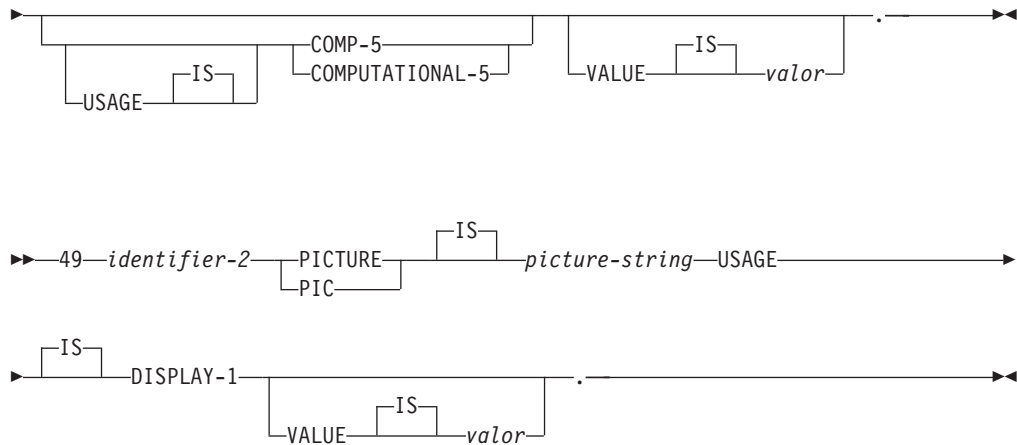 COMP-5
IS
COMPUTATIONAL-5
USAGE
IS
VALUE
valor
.
IS
49 identifier-2 PICTURE picture-string USAGE
PIC
IS
DISPLAY-1 .
IS
VALUE valor